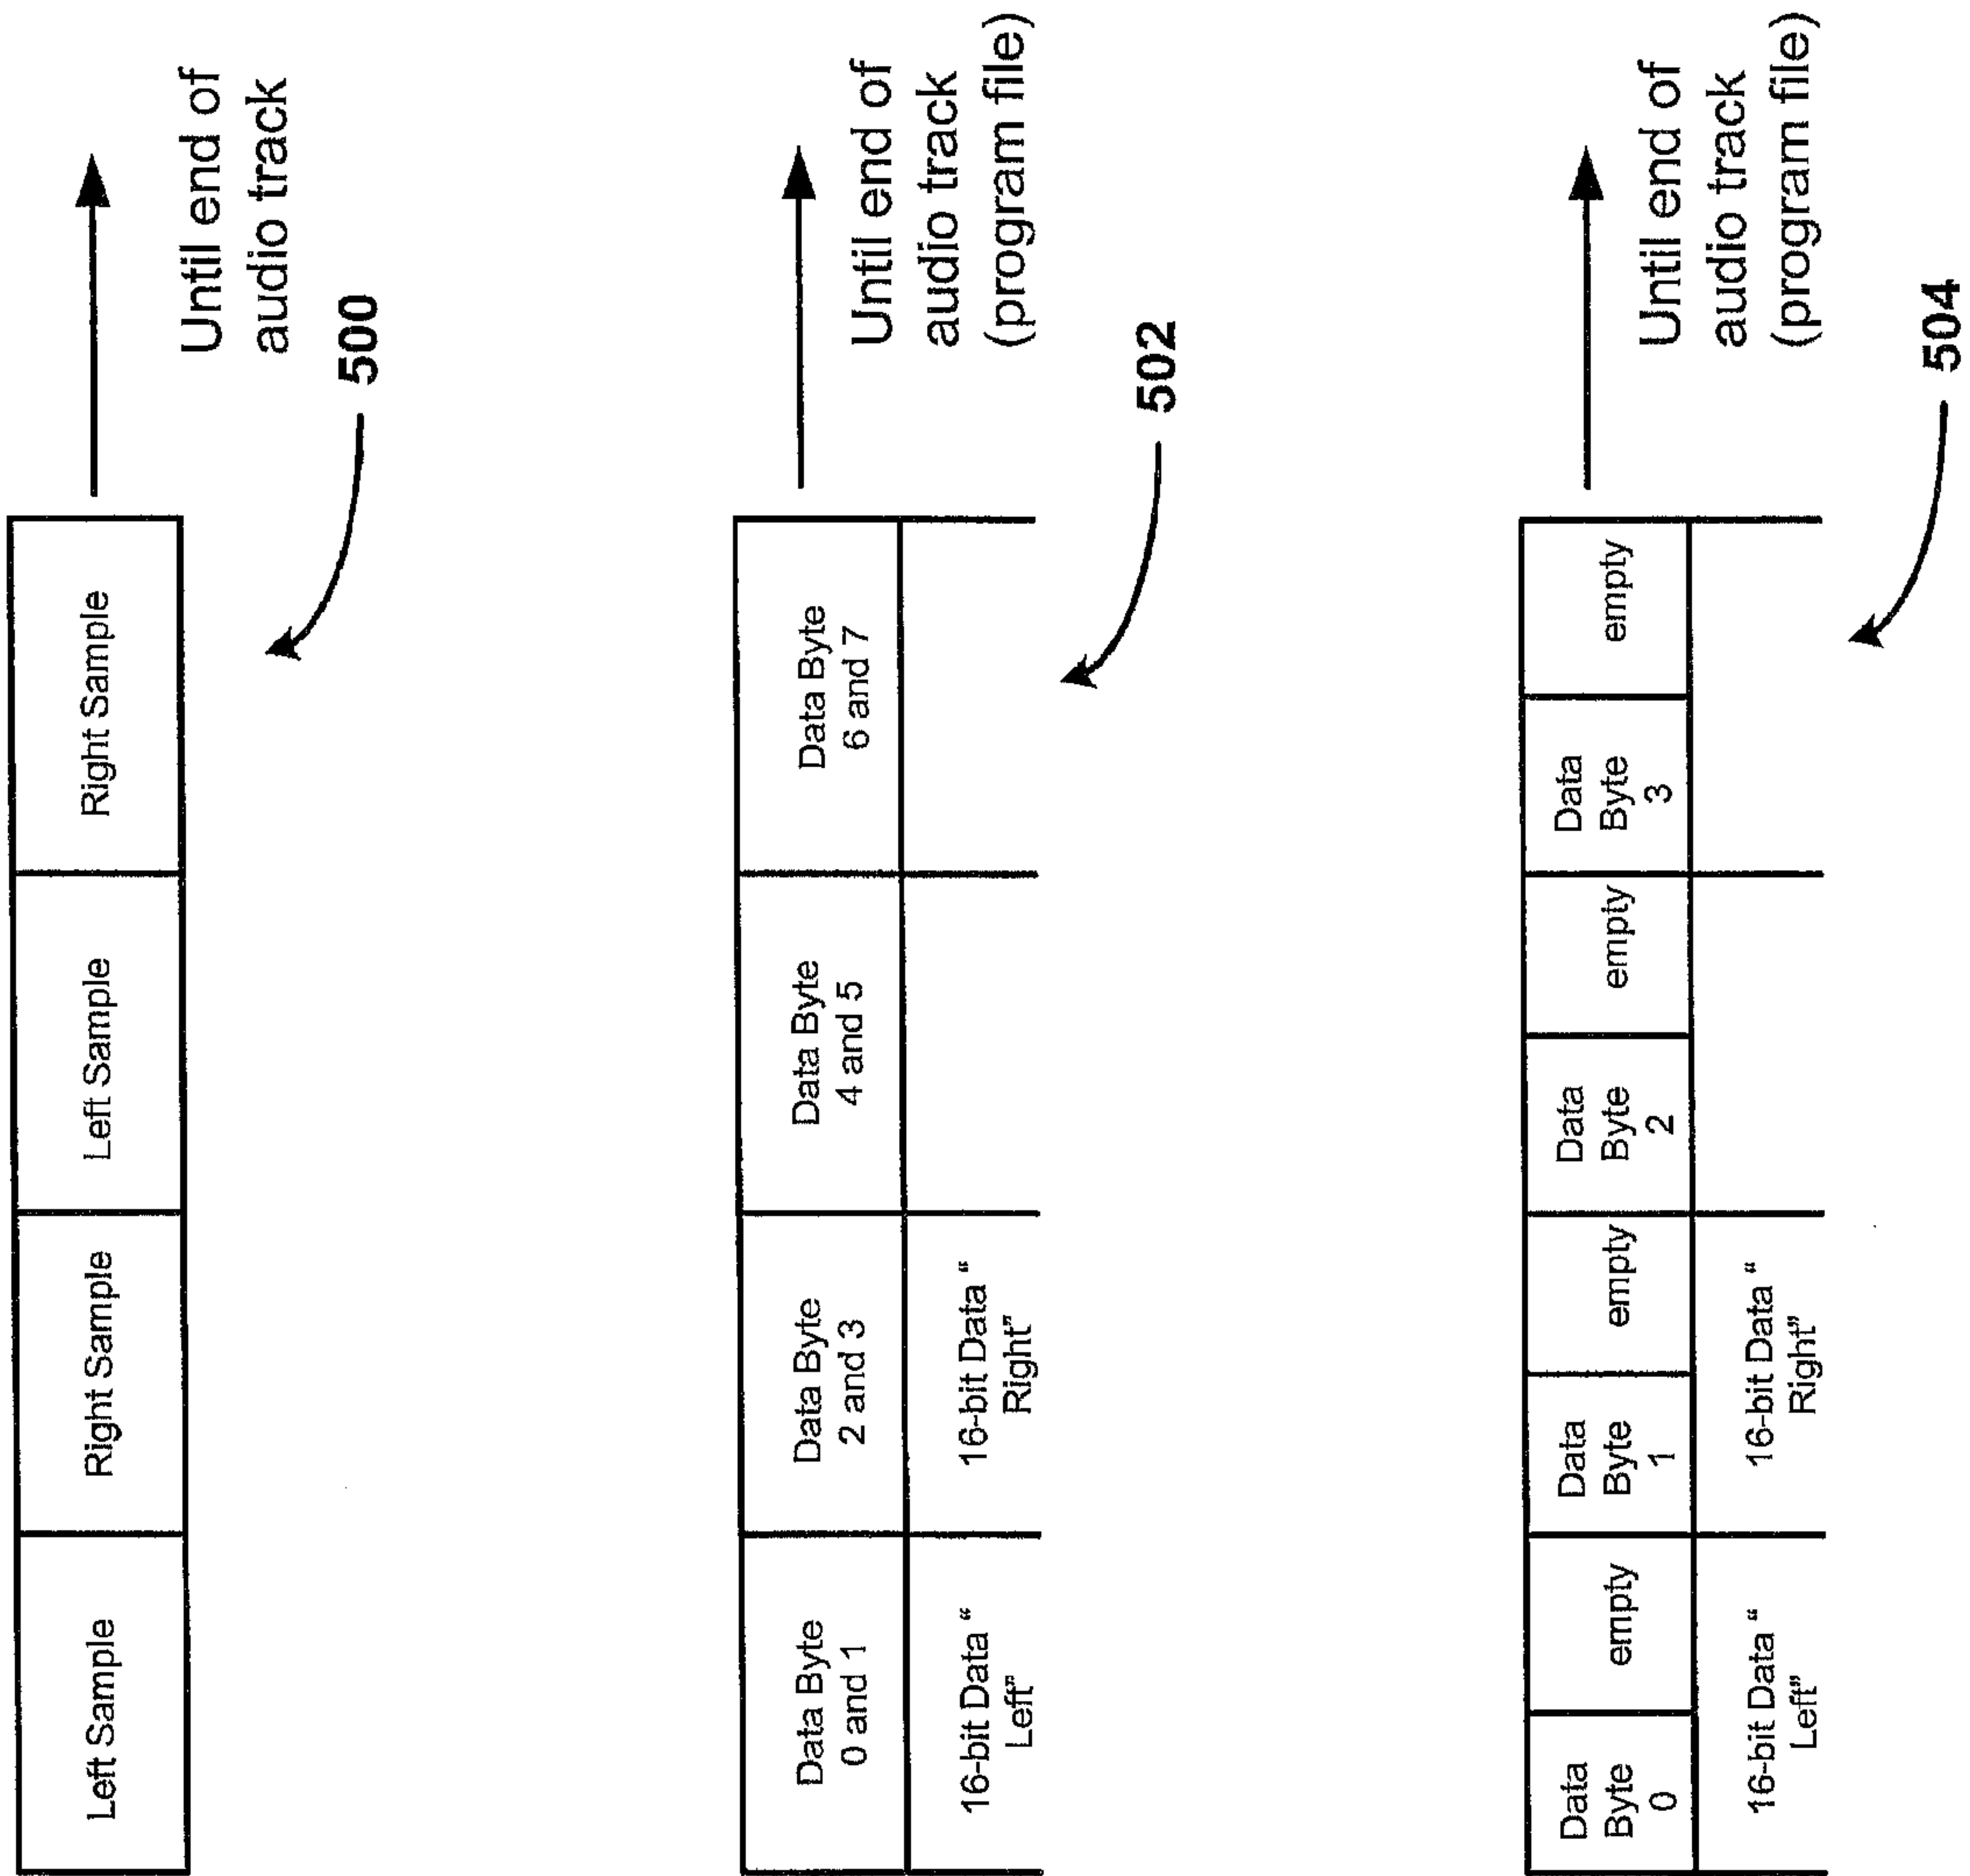 Left Sample
Right Sample
Left Sample
Right Sample
Until end of
audio track
500
Data Byte
0 and 1
Data Byte
2 and 3
Data Byte
4 and 5
Data Byte
6 and 7
16-bit Data “
Left”
16-bit Data “
Right”
Until end of
audio track
(program file)
502
Data
Byte
0
empty
Data
Byte
1
empty
Data
Byte
2
empty
Data
Byte
3
empty
16-bit Data “
Left”
16-bit Data “
Right”
Until end of
audio track
(program file)
504